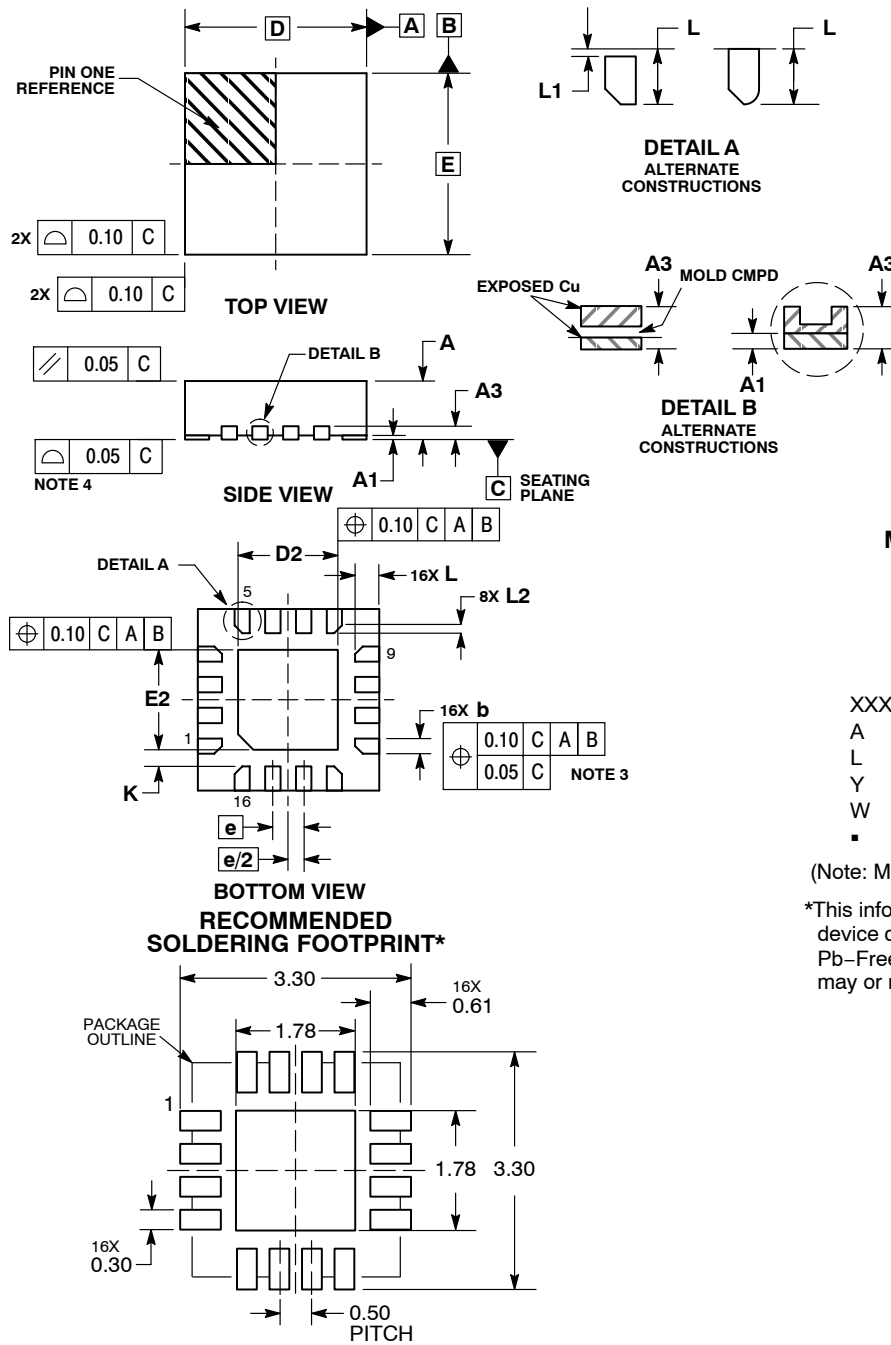 D
A
B
PIN ONE
REFERENCE
E
2X 0.10 C
2X 0.10 C
TOP VIEW
L
L
L1
DETAIL A
ALTERNATE
CONSTRUCTIONS
EXPOSED Cu
A3
MOLD CMPD
A3
A1
DETAIL B
ALTERNATE
CONSTRUCTIONS
// 0.05 C
DETAIL B
A
A3
0.05 C
NOTE 4
A1
C SEATING
PLANE
SIDE VIEW
⌖ 0.10 C A B
D2
DETAIL A
5
16X L
8X L2
⌖ 0.10 C A B
9
E2
16X b
1
⌖ 0.10 C A B
0.05 C NOTE 3
K
16
e
e/2
BOTTOM VIEW
M
XXX
A
L
Y
W
▪
(Note: M
*This info
device d
Pb−Free
may or n
RECOMMENDED
SOLDERING FOOTPRINT*
3.30
16X
0.61
PACKAGE
OUTLINE
1.78
1
1.78 3.30
16X
0.30
0.50
PITCH